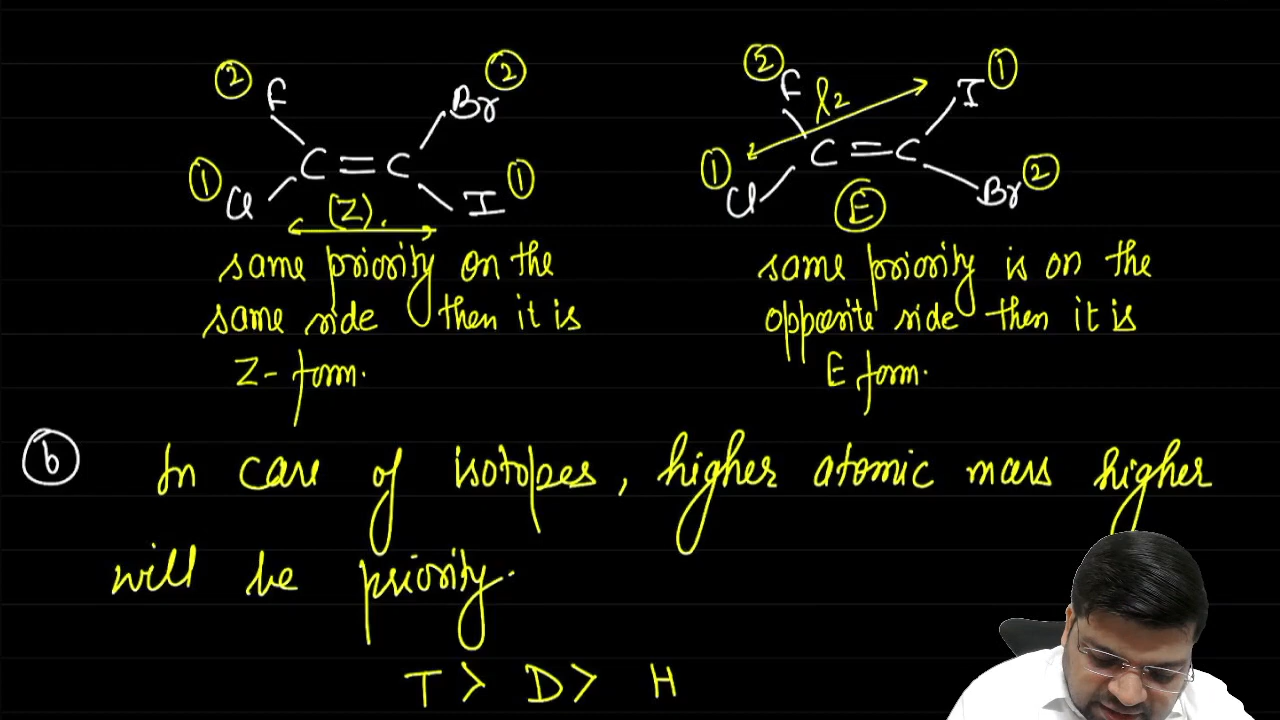 ② F Br ②
① Cl C = C I ①
(Z).
same priority on the
same side then it is
Z- form.
② F l2 I ①
① Cl C = C Br ②
E
same priority is on the
opposite side then it is
E form.
b In case of isotopes, higher atomic mass higher
will be priority.
T > D > H